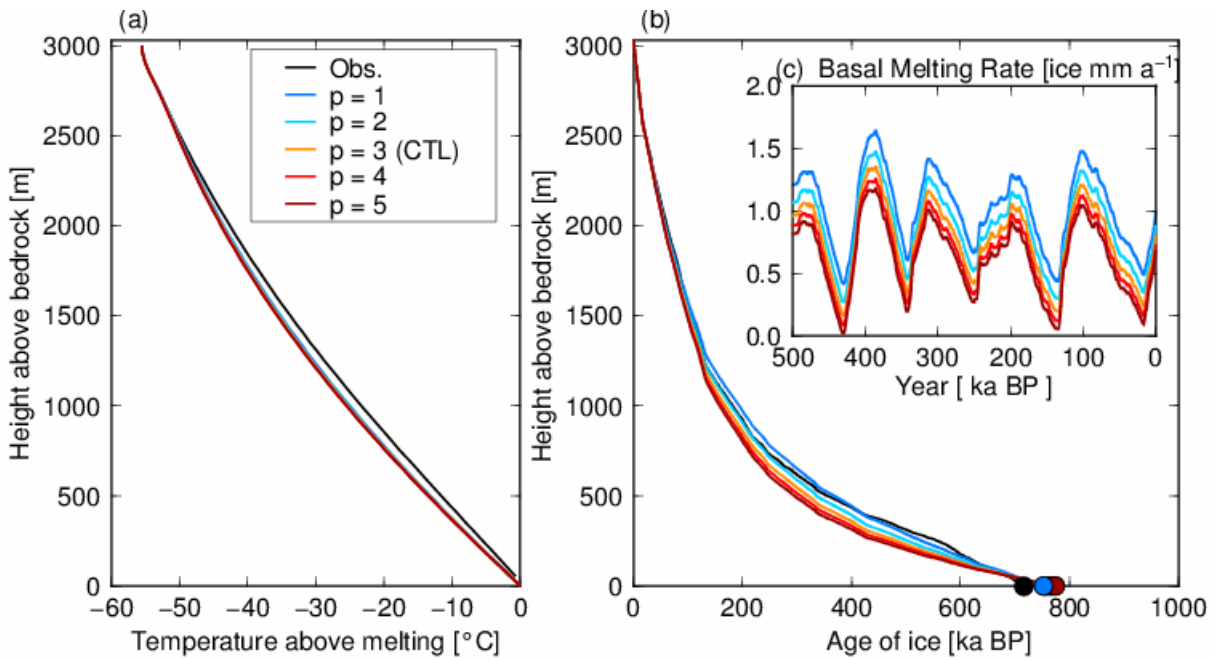 (a)
Height above bedrock [m]
3000
2500
2000
1500
1000
500
0
Obs.
p = 1
p = 2
p = 3 (CTL)
p = 4
p = 5
−60 −50 −40 −30 −20 −10 0
Temperature above melting [°C]
(b)
Height above bedrock [m]
3000
2500
2000
1500
1000
500
0
(c) Basal Melting Rate [ice mm a⁻¹]
2.0
1.5
1.0
0.5
0.0
500 400 300 200 100 0
Year [ ka BP ]
0 200 400 600 800 1000
Age of ice [ka BP]